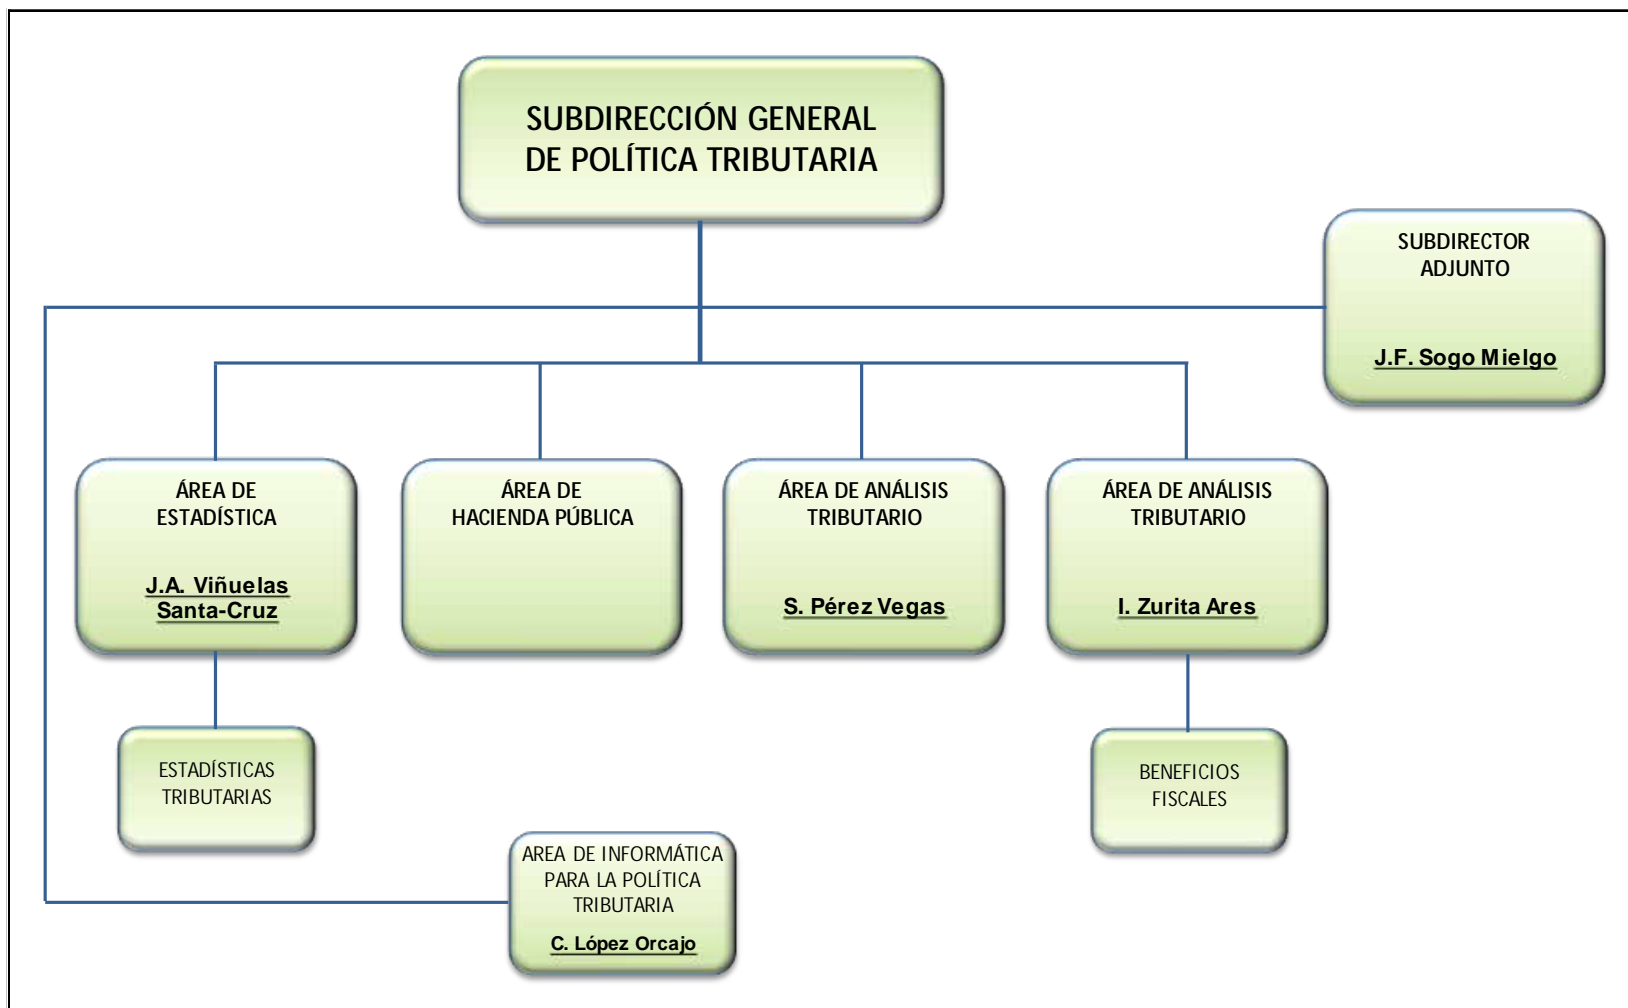 SUBDIRECCIÓN GENERAL
DE POLÍTICA TRIBUTARIA
SUBDIRECTOR
ADJUNTO
J.F. Sogo Mielgo
ÁREA DE
ESTADÍSTICA
J.A. Viñuelas
Santa-Cruz
ÁREA DE
HACIENDA PÚBLICA
ÁREA DE ANÁLISIS
TRIBUTARIO
S. Pérez Vegas
ÁREA DE ANÁLISIS
TRIBUTARIO
I. Zurita Ares
ESTADÍSTICAS
TRIBUTARIAS
BENEFICIOS
FISCALES
AREA DE INFORMÁTICA
PARA LA POLÍTICA
TRIBUTARIA
C. López Orcajo